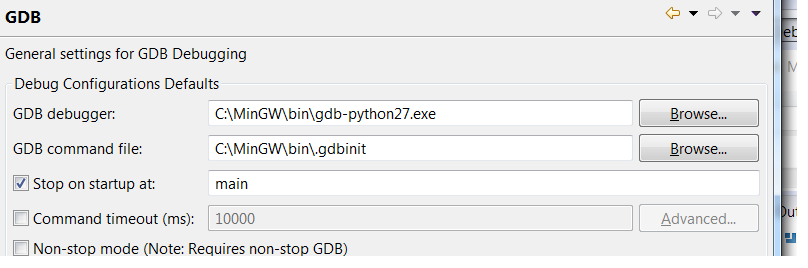 GDB
General settings for GDB Debugging
Debug Configurations Defaults
GDB debugger: C:\MinGW\bin\gdb-python27.exe Browse...
GDB command file: C:\MinGW\bin\.gdbinit Browse...
Stop on startup at: main
Command timeout (ms): 10000 Advanced...
Non-stop mode (Note: Requires non-stop GDB)